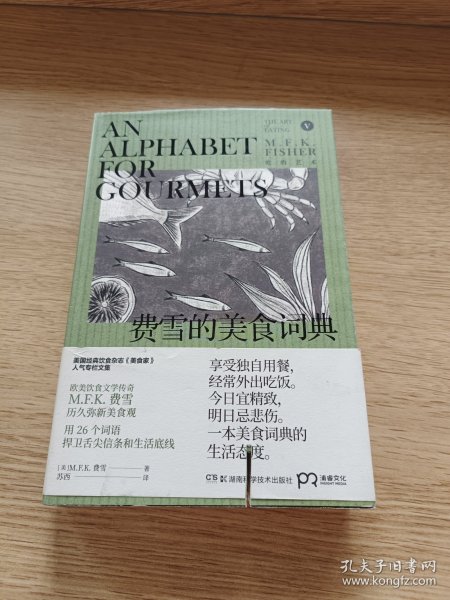 AN
ALPHABET
FOR
GOURMETS
THE ART
OF EATING
V
M.F.K.
FISHER
吃的艺术
费雪的美食词典
美国经典饮食杂志《美食家》
人气专栏文集
欧美饮食文学传奇
M.F.K. 费雪
历久弥新美食观
用 26 个词语
捍卫舌尖信条和生活底线
享受独自用餐，
经常外出吃饭。
今日宜精致，
明日忌悲伤。
一本美食词典的
生活态度。
[美]M.F.K. 费雪 著
苏西 译
湖南科学技术出版社
浦睿文化
INSIGHT MEDIA
孔夫子旧书网
www.kongfz.com